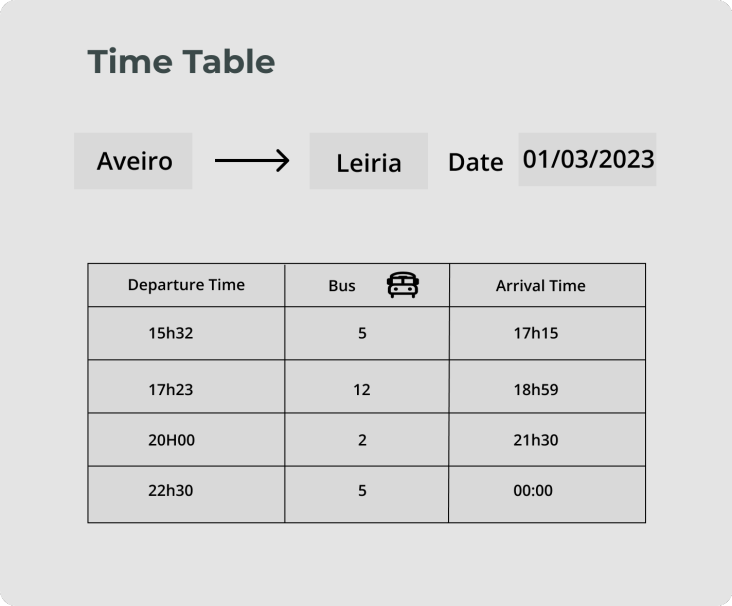 Time Table
Aveiro Leiria Date 01/03/2023
Departure Time Bus Arrival Time
15h32 5 17h15
17h23 12 18h59
20H00 2 21h30
22h30 5 00:00